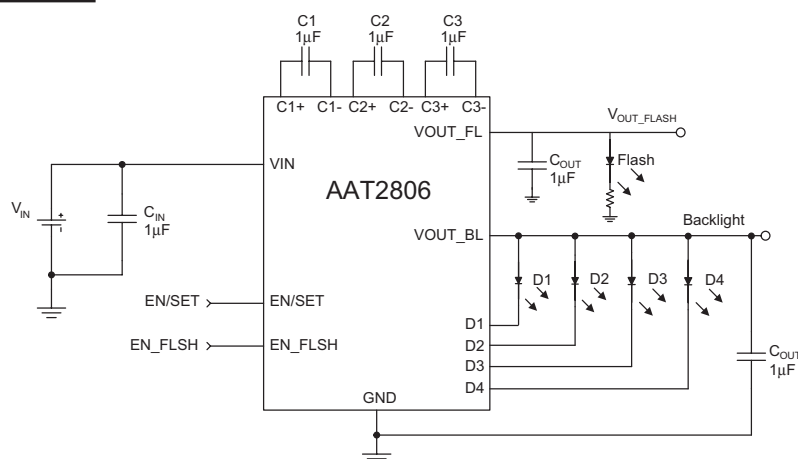 C1
1μF
C2
1μF
C3
1μF
C1+ C1- C2+ C2- C3+ C3-
VOUT_FL
VOUT_FLASH
VIN
COUT
1μF
Flash
AAT2806
VIN
+
-
CIN
1μF
VOUT_BL
Backlight
D1 D2 D3 D4
EN/SET
EN/SET
D1
EN_FLSH
EN_FLSH
D2
D3
D4
COUT
1μF
GND